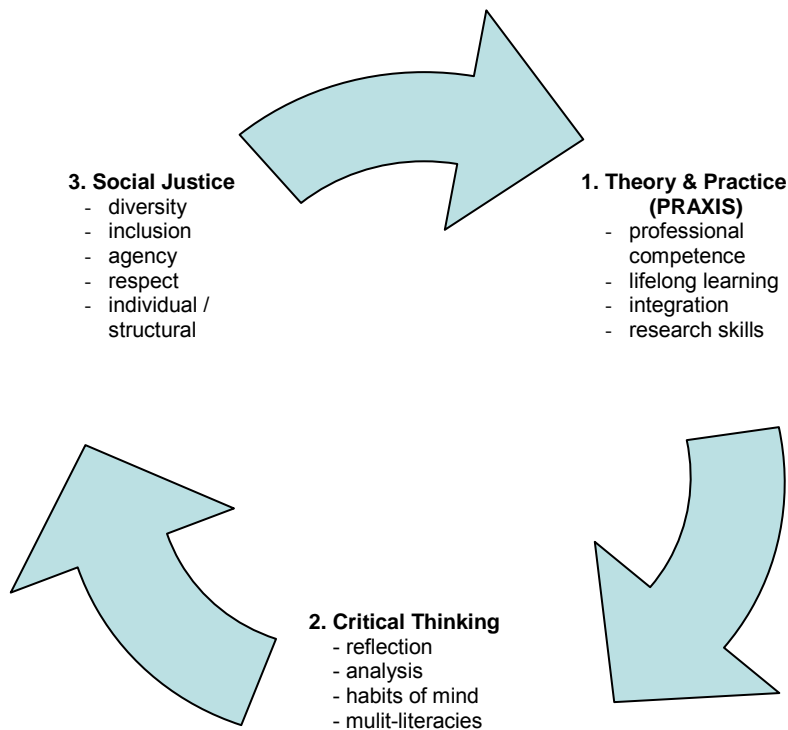 3. Social Justice
- diversity
- inclusion
- agency
- respect
- individual /
structural
1. Theory & Practice
(PRAXIS)
- professional
competence
- lifelong learning
- integration
- research skills
2. Critical Thinking
- reflection
- analysis
- habits of mind
- mulit-literacies